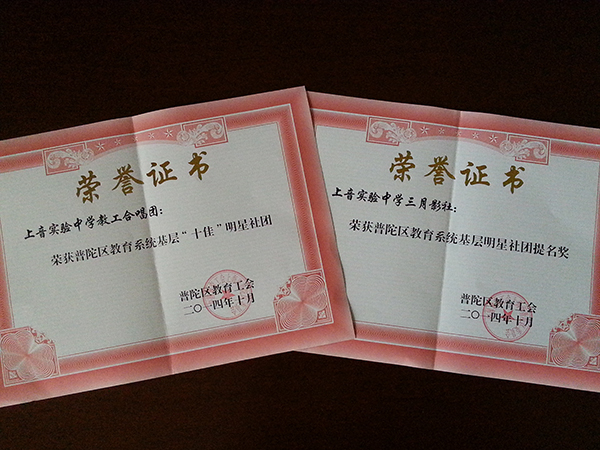 荣誉证书
上音实验中学教工合唱团：
荣获普陀区教育系统基层“十佳”明星社团
普陀区教育工会
二〇一四年十月
荣誉证书
上音实验中学三月影社：
荣获普陀区教育系统基层明星社团提名奖
普陀区教育工会
二〇一四年十月